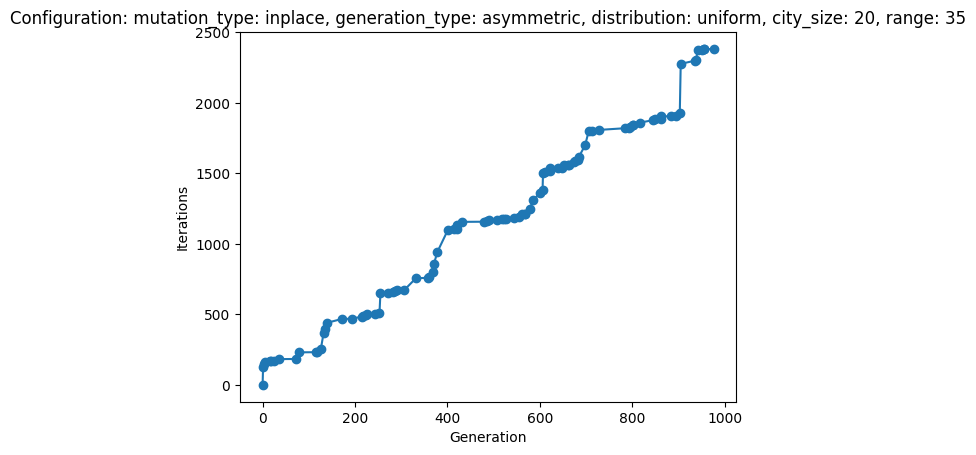 Configuration: mutation_type: inplace, generation_type: asymmetric, distribution: uniform, city_size: 20, range: 35
2500
2000
1500
1000
500
0
Iterations
0 200 400 600 800 1000
Generation